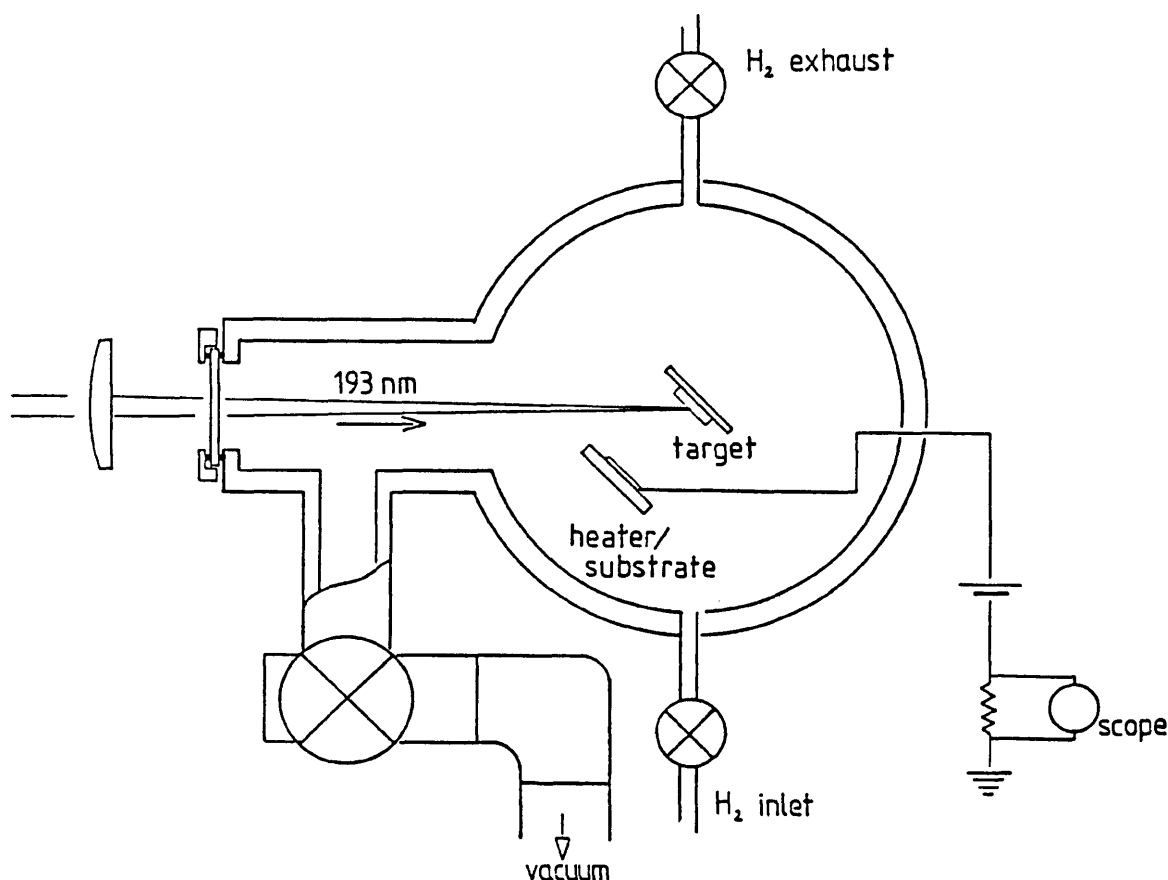 H₂ exhaust
193 nm
target
heater/
substrate
scope
H₂ inlet
vacuum